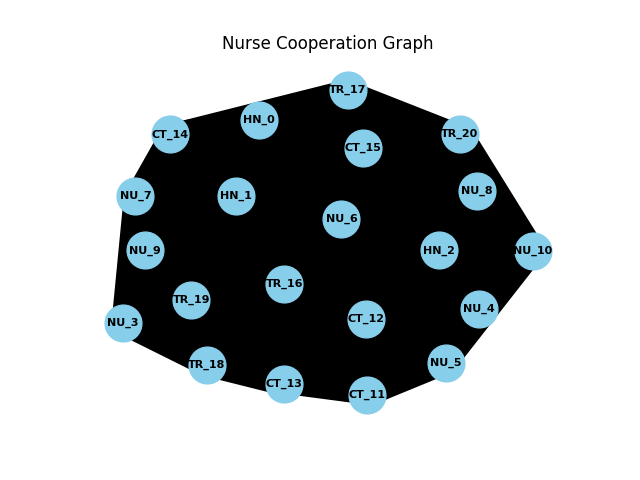 Nurse Cooperation Graph
TR_17
HN_0
CT_14
TR_20
CT_15
NU_8
NU_7
HN_1
NU_6
NU_9
HN_2
NU_10
TR_16
TR_19
NU_4
CT_12
NU_3
TR_18
NU_5
CT_13
CT_11